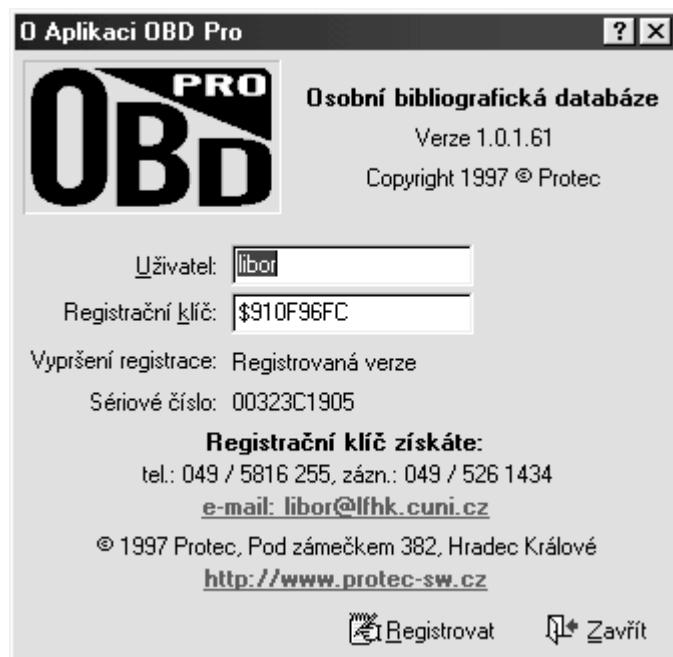 O Aplikaci OBD Pro
PRO
OBD
Osobní bibliografická databáze
Verze 1.0.1.61
Copyright 1997 © Protec
Uživatel: libor
Registrační klíč: $910F96FC
Vypršení registrace: Registrovaná verze
Sériové číslo: 00323C1905
Registrační klíč získáte:
tel.: 049 / 5816 255, zázn.: 049 / 526 1434
e-mail: libor@lfhk.cuni.cz
© 1997 Protec, Pod zámečkem 382, Hradec Králové
http://www.protec-sw.cz
Registrovat Zavřít